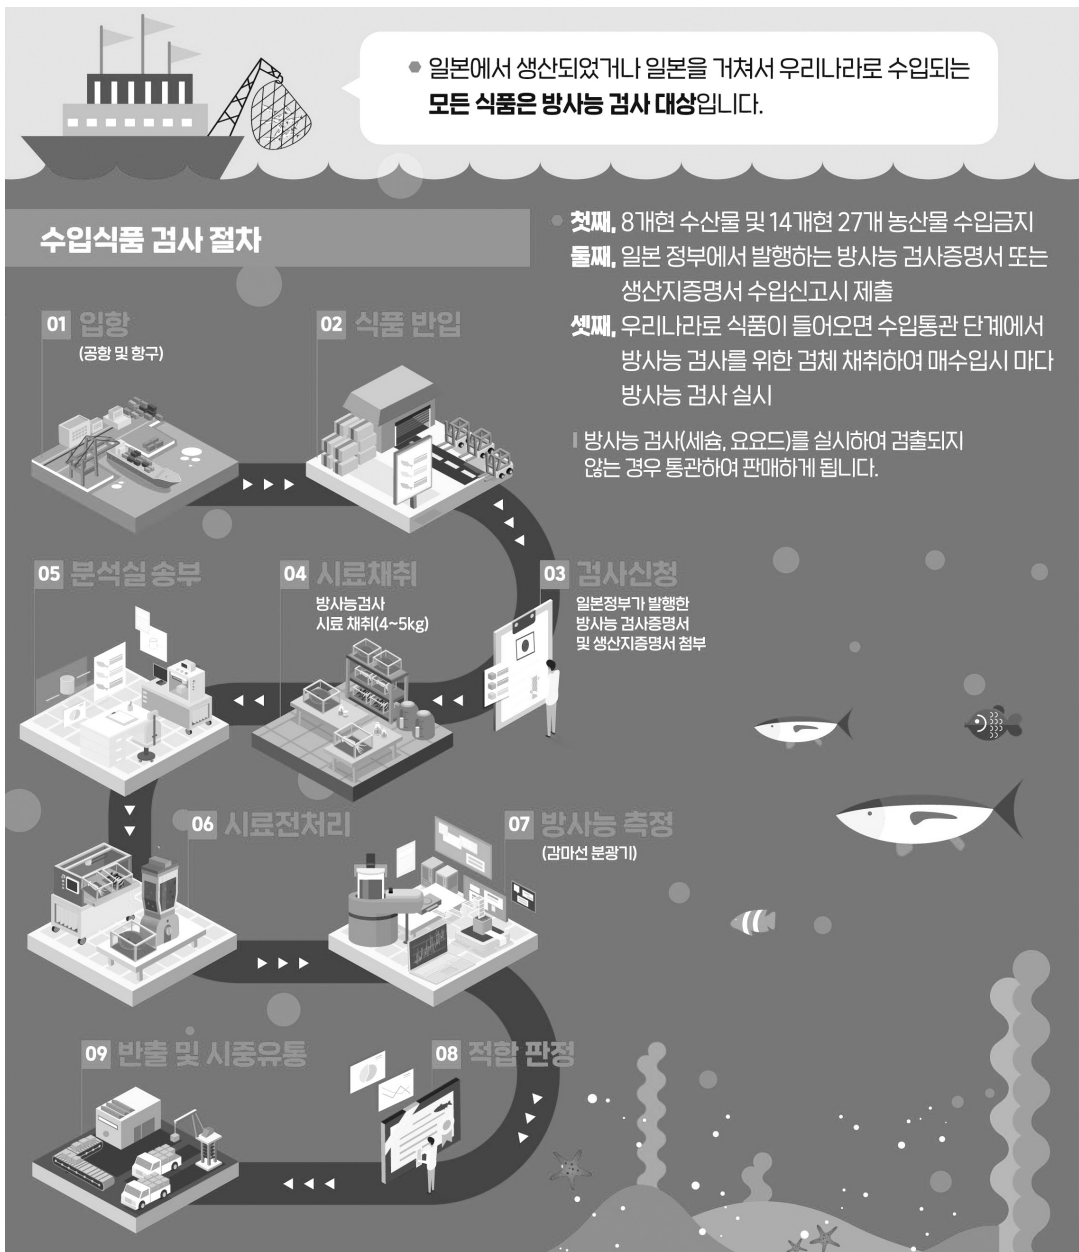 일본에서 생산되었거나 일본을 거쳐서 우리나라로 수입되는
모든 식품은 방사능 검사 대상입니다.
수입식품 검사 절차
첫째, 8개현 수산물 및 14개현 27개 농산물 수입금지
둘째, 일본 정부에서 발행하는 방사능 검사증명서 또는
생산지증명서 수입신고시 제출
셋째, 우리나라로 식품이 들어오면 수입통관 단계에서
방사능 검사를 위한 검체 채취하여 매수입시 마다
방사능 검사 실시
방사능 검사(세슘, 요요드)를 실시하여 검출되지
않는 경우 통관하여 판매하게 됩니다.
01 입항
(공항 및 항구)
02 식품 반입
03 검사신청
일본정부가 발행한
방사능 검사증명서
및 생산지증명서 첨부
04 시료채취
방사능검사
시료 채취(4~5kg)
05 분석실 송부
06 시료전처리
07 방사능 측정
(감마선 분광기)
08 적합 판정
09 반출 및 시중유통